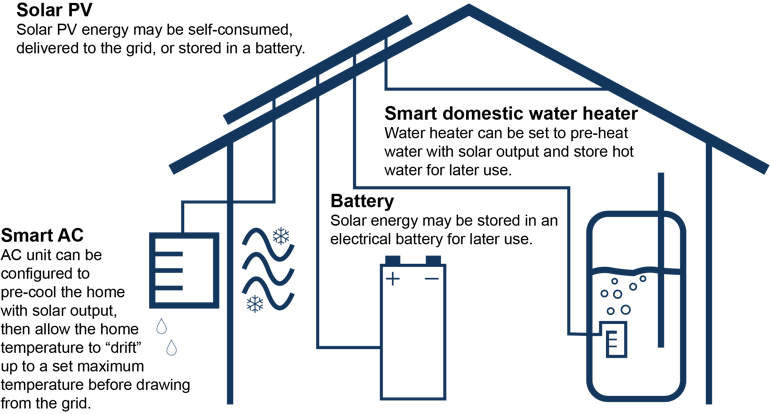 Solar PV
Solar PV energy may be self-consumed,
delivered to the grid, or stored in a battery.
Smart domestic water heater
Water heater can be set to pre-heat
water with solar output and store hot
water for later use.
Battery
Solar energy may be stored in an
electrical battery for later use.
Smart AC
AC unit can be
configured to
pre-cool the home
with solar output,
then allow the home
temperature to “drift”
up to a set maximum
temperature before drawing
from the grid.
+ −